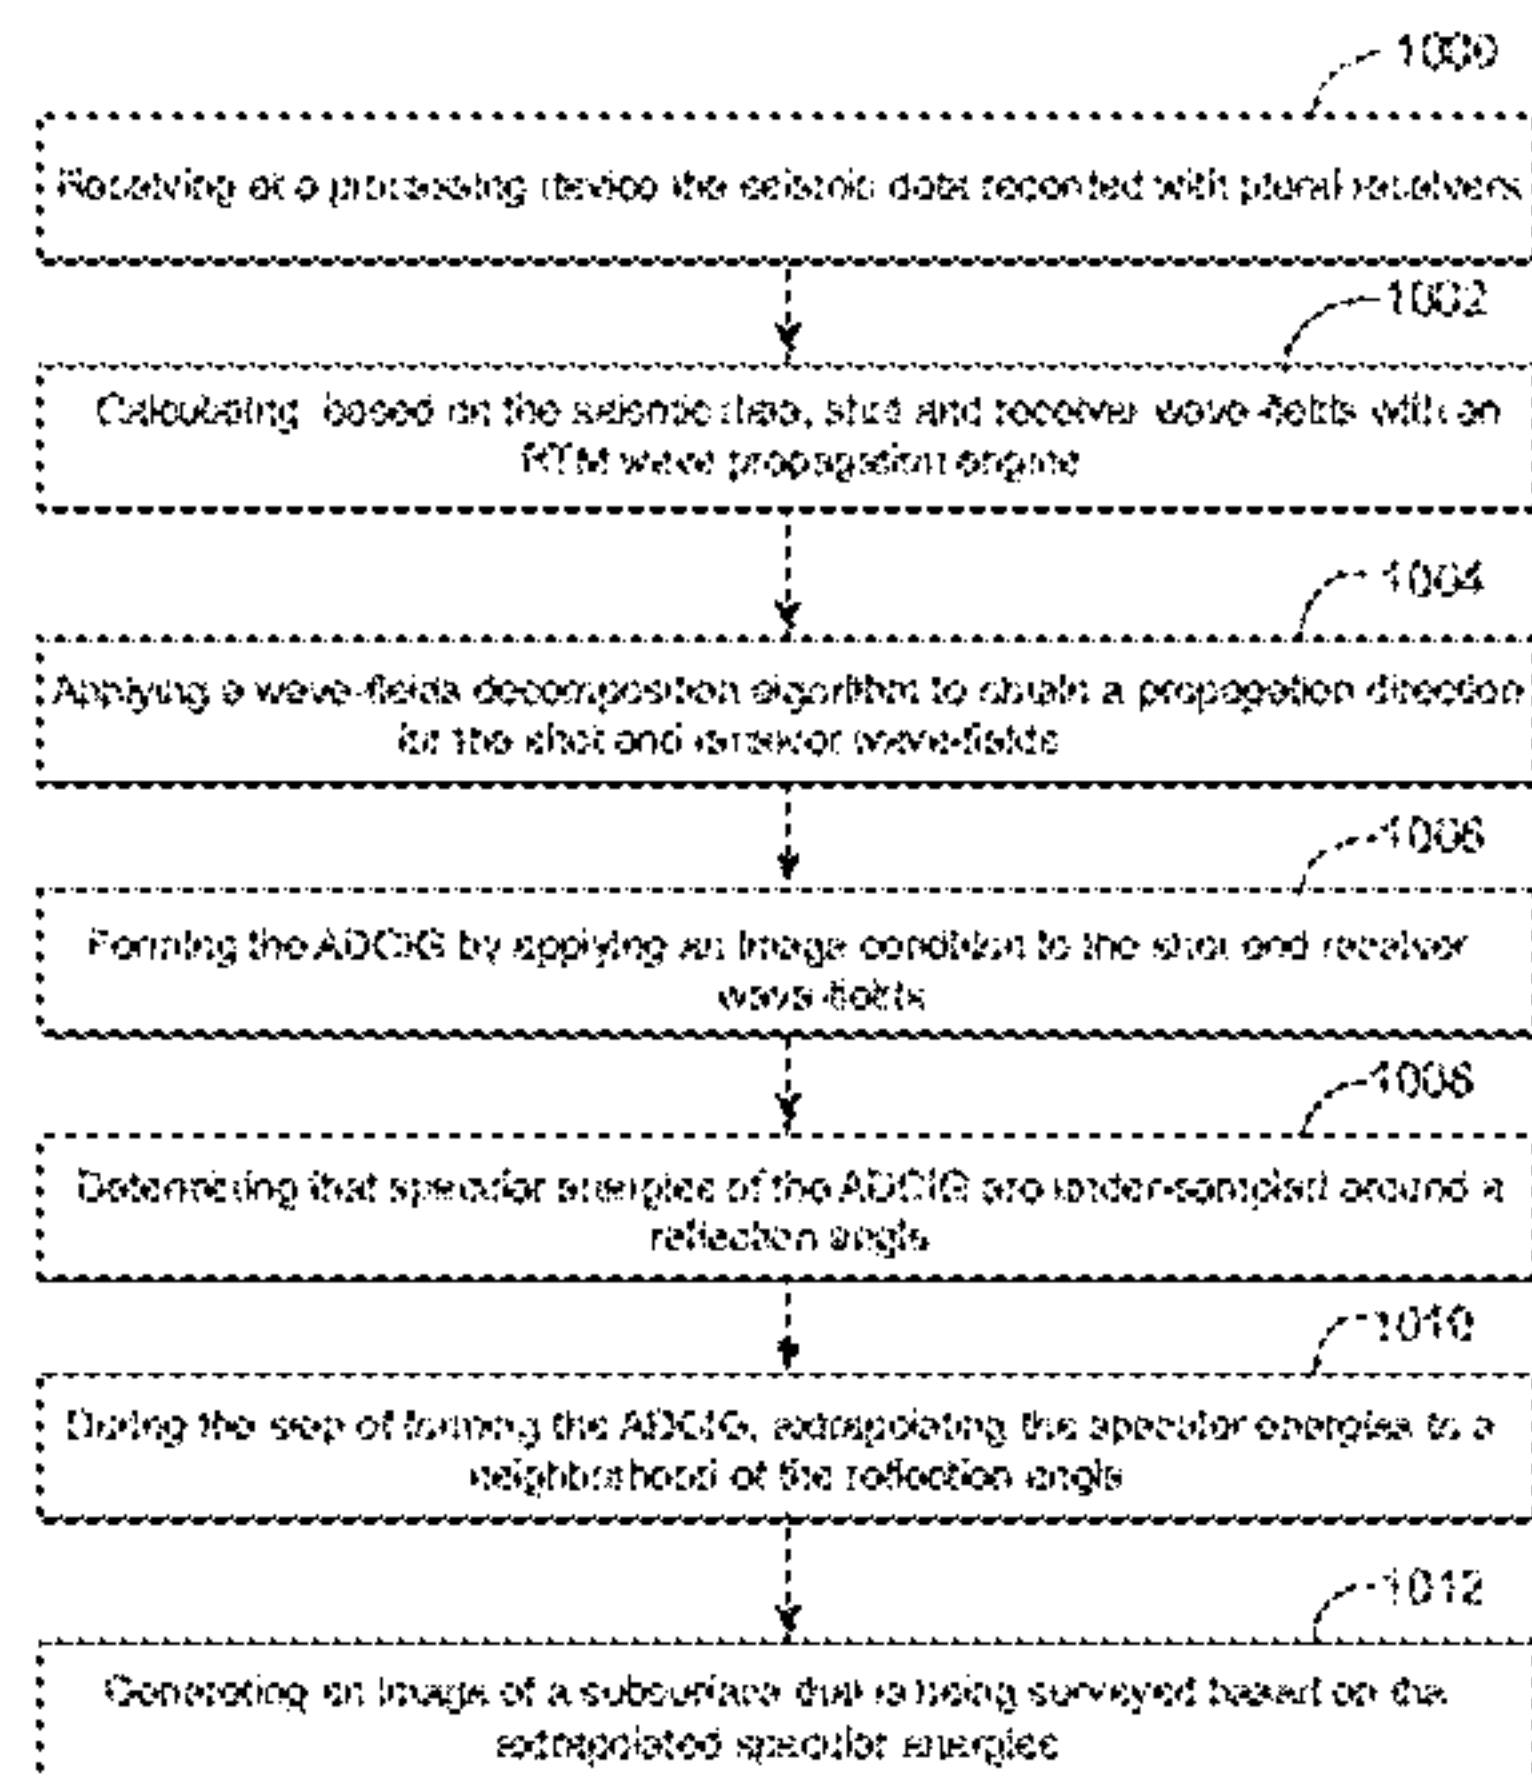 1000
Receiving at a processing device the seismic data recorded with plural receivers
1002
Calculating based on the seismic data, shot and receiver wave-fields with an
RTM wave propagation engine
1004
Applying a wave-fields decomposition algorithm to obtain a propagation direction
for the shot and receiver wave-fields
1006
Forming the ADCIG by applying an image condition to the shot and receiver
wave-fields
1008
Determining that specular energies of the ADCIG are under-sampled around a
reflection angle
1010
During the step of forming the ADCIG, extrapolating the specular energies to a
neighborhood of the reflection angle
1012
Generating an image of a subsurface that is being surveyed based on the
extrapolated specular energies